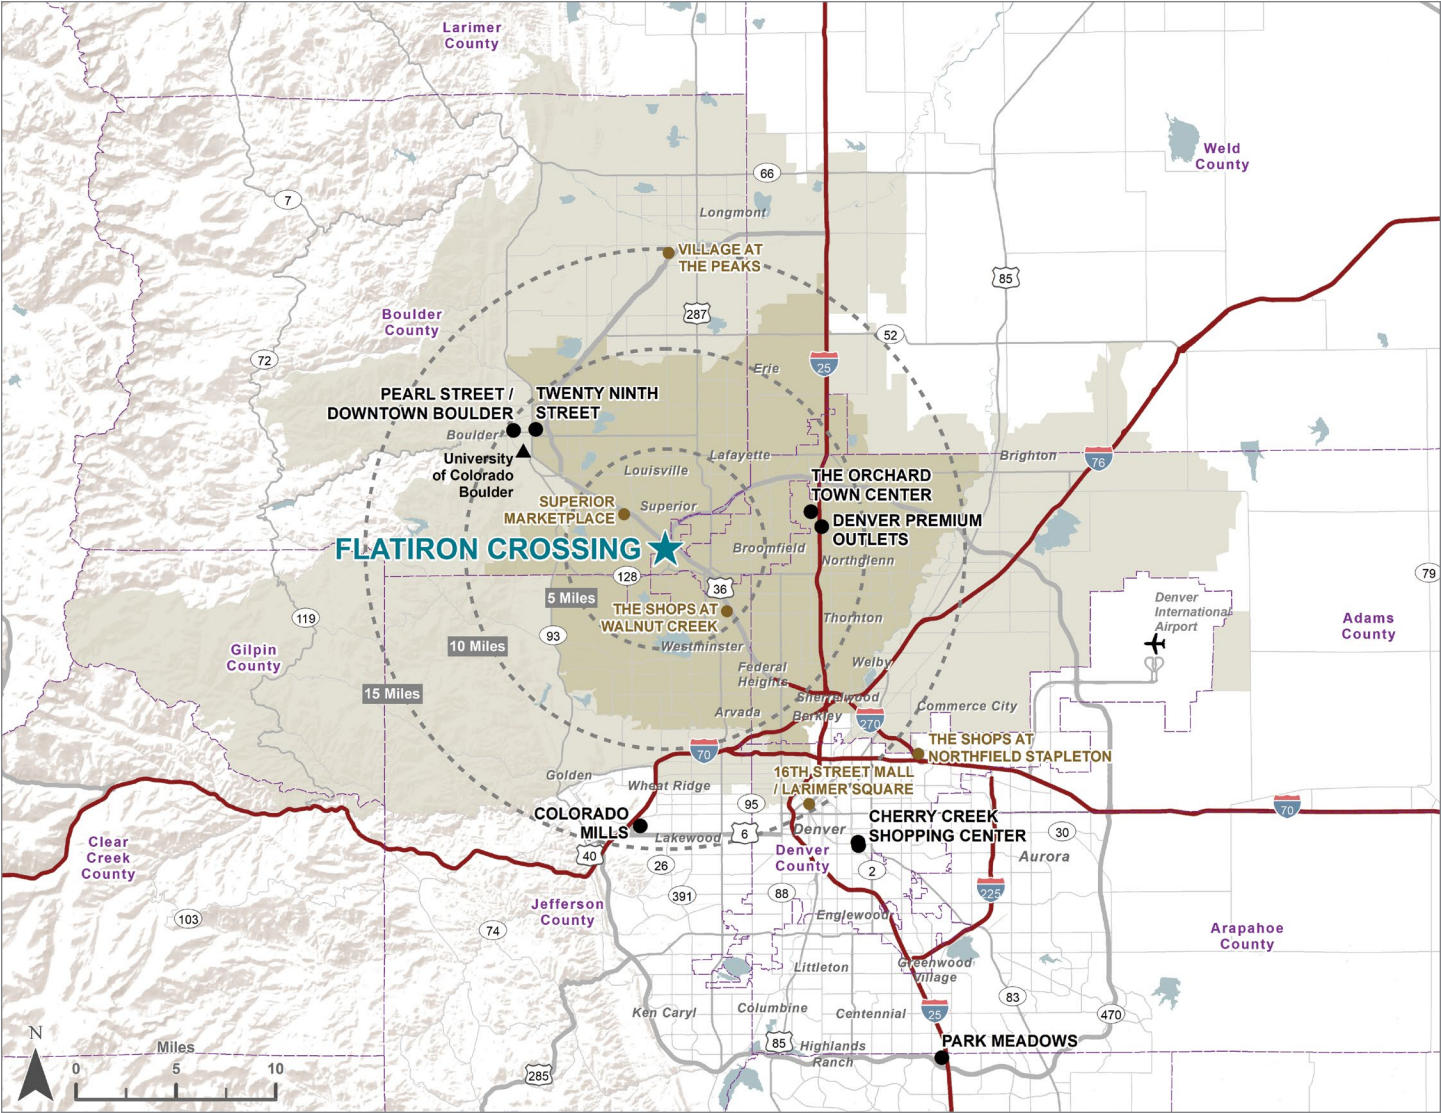 Larimer
County
Weld
County
66
7
Longmont
VILLAGE AT
THE PEAKS
85
287
Boulder
County
52
72
25
Erie
PEARL STREET /
DOWNTOWN BOULDER
TWENTY NINTH
STREET
Boulder
University
of Colorado
Boulder
Lafayette
Louisville
Brighton
76
THE ORCHARD
TOWN CENTER
SUPERIOR
MARKETPLACE
Superior
DENVER PREMIUM
OUTLETS
FLATIRON CROSSING
Broomfield
Northglenn
128
36
79
5 Miles
THE SHOPS AT
WALNUT CREEK
Denver
International
Airport
119
93
Thornton
Adams
County
10 Miles
Westminster
Gilpin
County
Welby
Federal
Heights
15 Miles
Sherrelwood
Arvada
Berkley
270
Commerce City
70
THE SHOPS AT
NORTHFIELD STAPLETON
Golden
Wheat Ridge
16TH STREET MALL
/ LARIMER SQUARE
95
70
COLORADO
MILLS
Lakewood
6
Denver
CHERRY CREEK
SHOPPING CENTER
30
Clear
Creek
County
40
26
Denver
County
2
Aurora
391
88
225
Jefferson
County
Englewood
103
74
Arapahoe
County
Littleton
Greenwood
Village
83
Ken Caryl
Columbine
Centennial
25
470
N
Miles
0
5
10
85
Highlands
Ranch
PARK MEADOWS
285